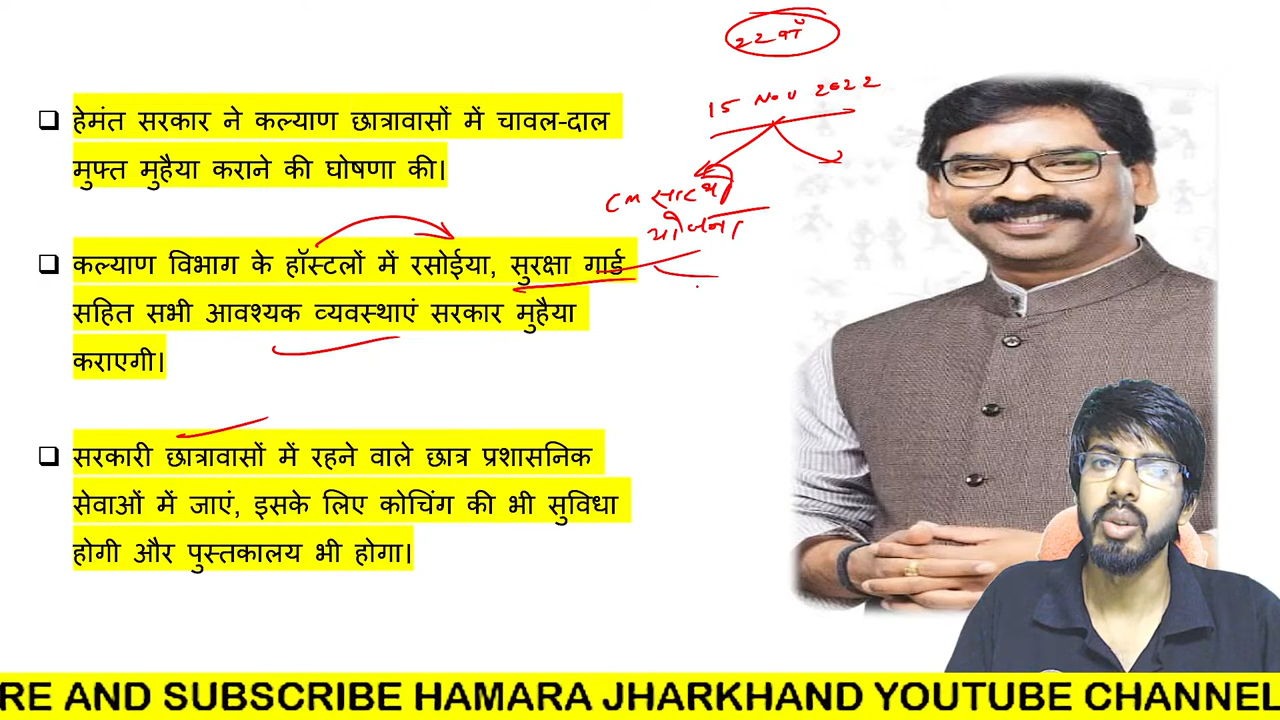 22वाँ
15 Nov 2022
CM सारथी
योजना
❑ हेमंत सरकार ने कल्याण छात्रावासों में चावल-दाल
मुफ्त मुहैया कराने की घोषणा की।
❑ कल्याण विभाग के हॉस्टलों में रसोईया, सुरक्षा गार्ड
सहित सभी आवश्यक व्यवस्थाएं सरकार मुहैया
कराएगी।
❑ सरकारी छात्रावासों में रहने वाले छात्र प्रशासनिक
सेवाओं में जाएं, इसके लिए कोचिंग की भी सुविधा
होगी और पुस्तकालय भी होगा।
RE AND SUBSCRIBE HAMARA JHARKHAND YOUTUBE CHANNEL